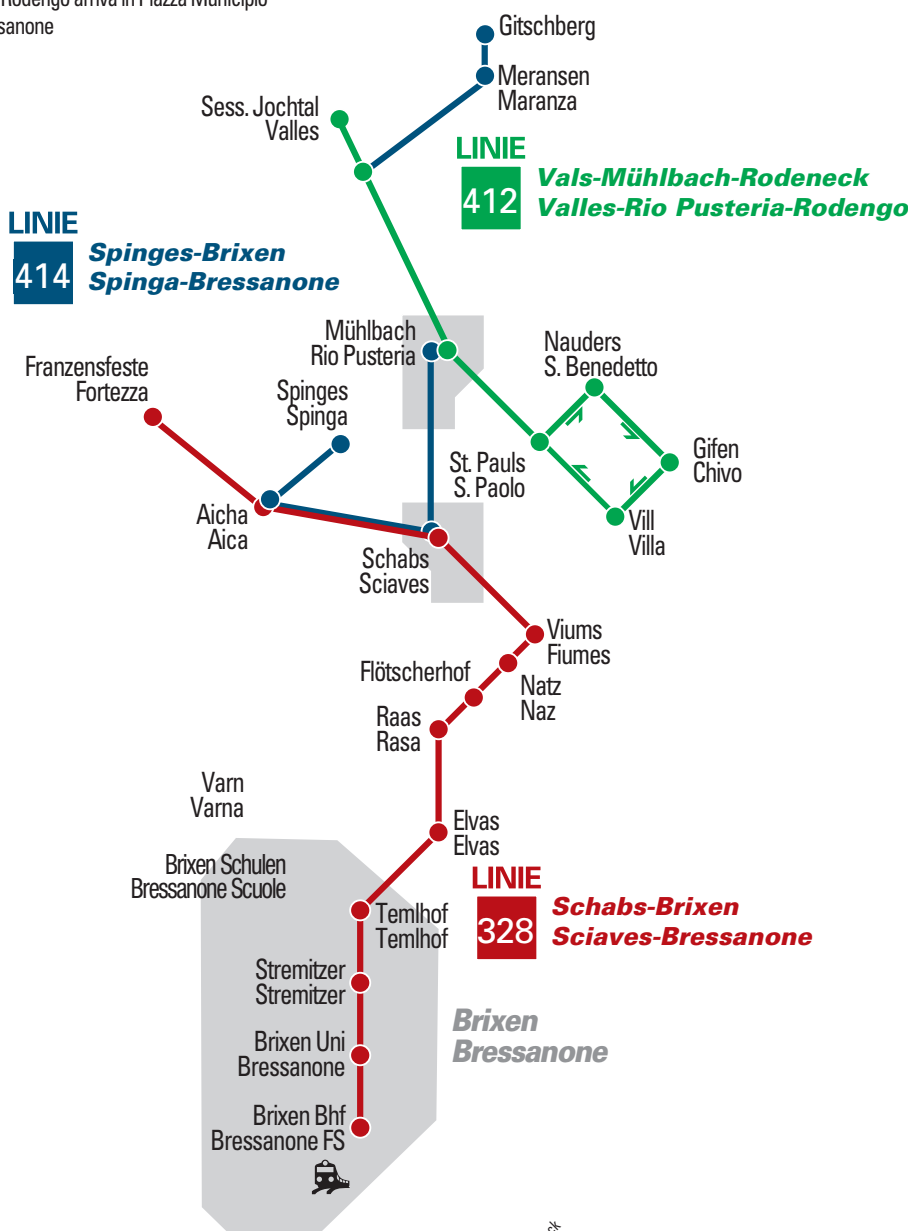 Rodengo arriva in Piazza Municipio
Gitschberg
Meransen
Maranza
Sess. Jochtal
Valles
LINIE
412
Vals-Mühlbach-Rodeneck
Valles-Rio Pusteria-Rodengo
LINIE
414
Spinges-Brixen
Spinga-Bressanone
Mühlbach
Rio Pusteria
Nauders
S. Benedetto
Franzensfeste
Fortezza
Spinges
Spinga
St. Pauls
S. Paolo
Gifen
Chivo
Aicha
Aica
Vill
Villa
Schabs
Sciaves
Viums
Fiumes
Flötscherhof
Natz
Naz
Raas
Rasa
Varn
Varna
Elvas
Elvas
Brixen Schulen
Bressanone Scuole
LINIE
328
Schabs-Brixen
Sciaves-Bressanone
Temlhof
Temlhof
Stremitzer
Stremitzer
Brixen
Bressanone
Brixen Uni
Bressanone
Brixen Bhf
Bressanone FS